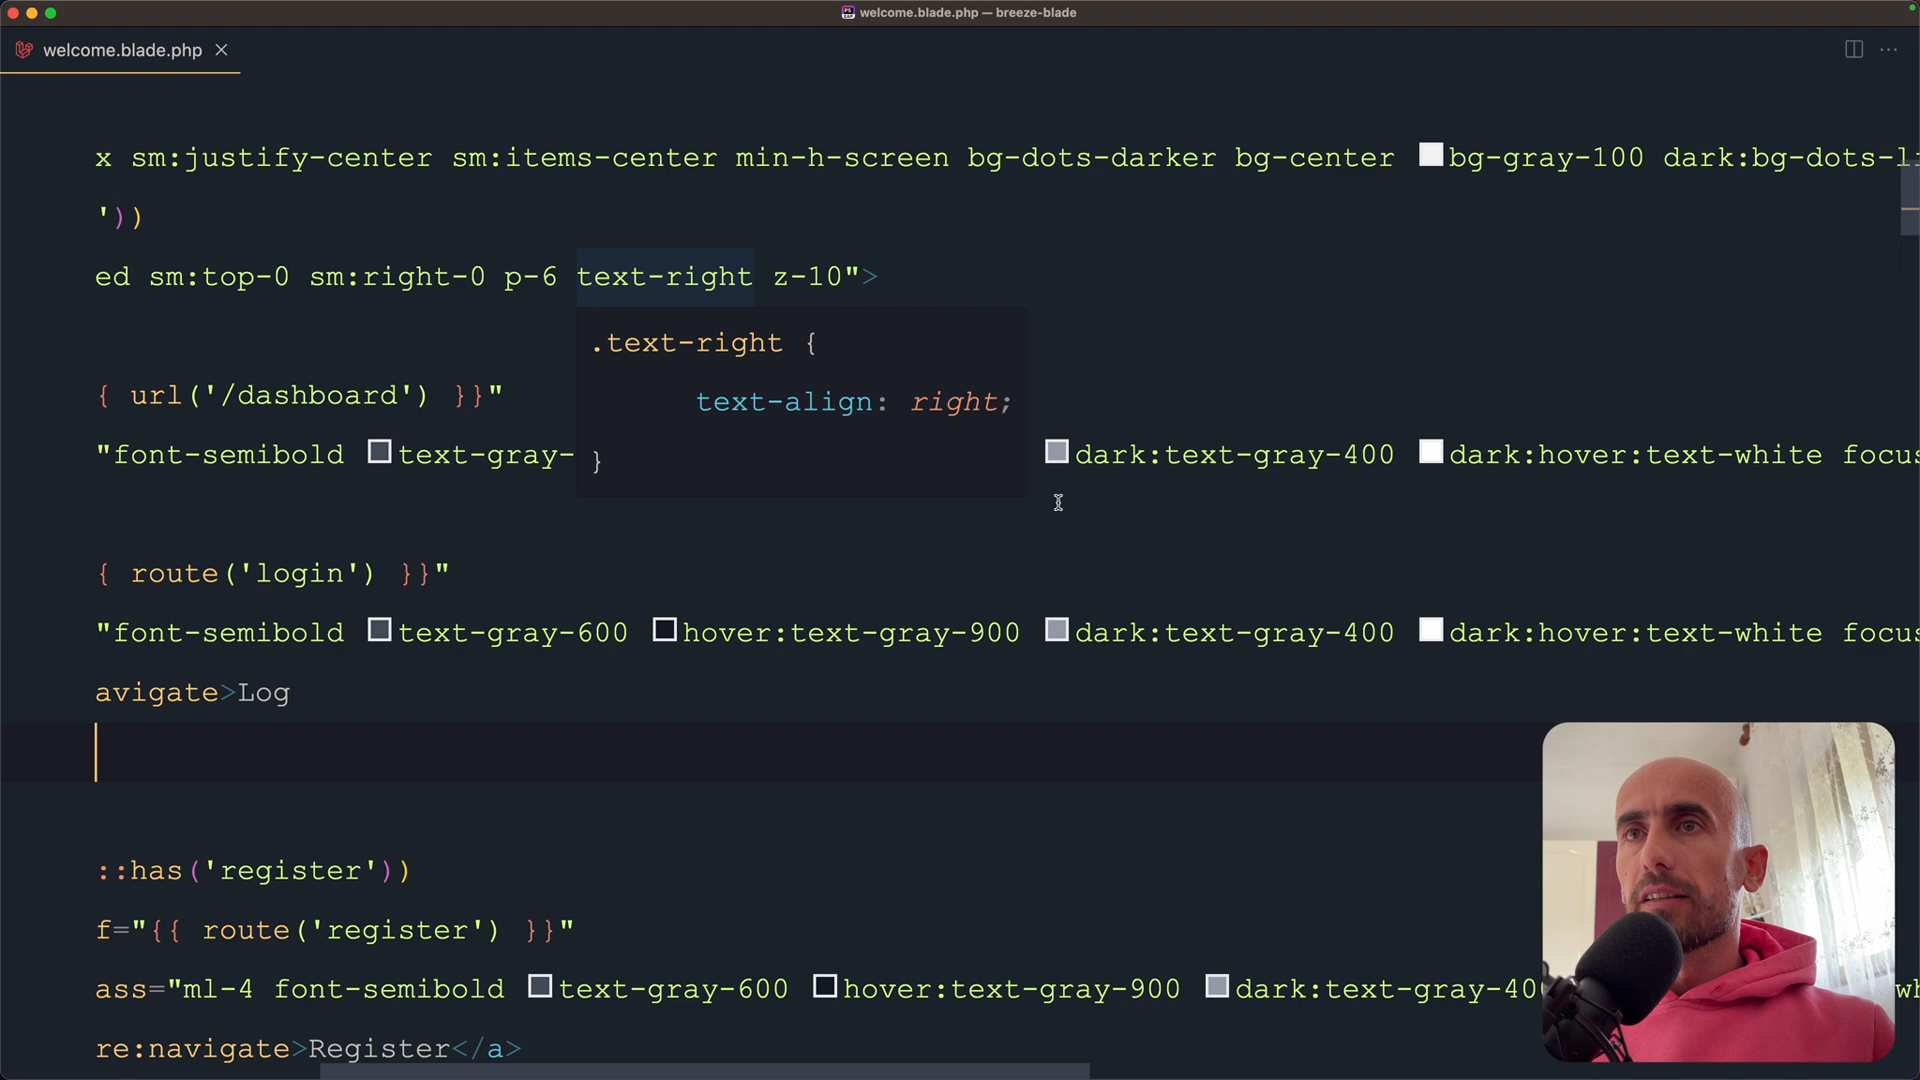 welcome.blade.php — breeze-blade
welcome.blade.php
x sm:justify-center sm:items-center min-h-screen bg-dots-darker bg-center bg-gray-100 dark:bg-dots-li
'))
ed sm:top-0 sm:right-0 p-6 text-right z-10">
.text-right {
text-align: right;
}
{ url('/dashboard') }}"
"font-semibold text-gray- dark:text-gray-400 dark:hover:text-white focus
{ route('login') }}"
"font-semibold text-gray-600 hover:text-gray-900 dark:text-gray-400 dark:hover:text-white focus
avigate>Log
::has('register'))
f="{{ route('register') }}"
ass="ml-4 font-semibold text-gray-600 hover:text-gray-900 dark:text-gray-40 wh
re:navigate>Register</a>